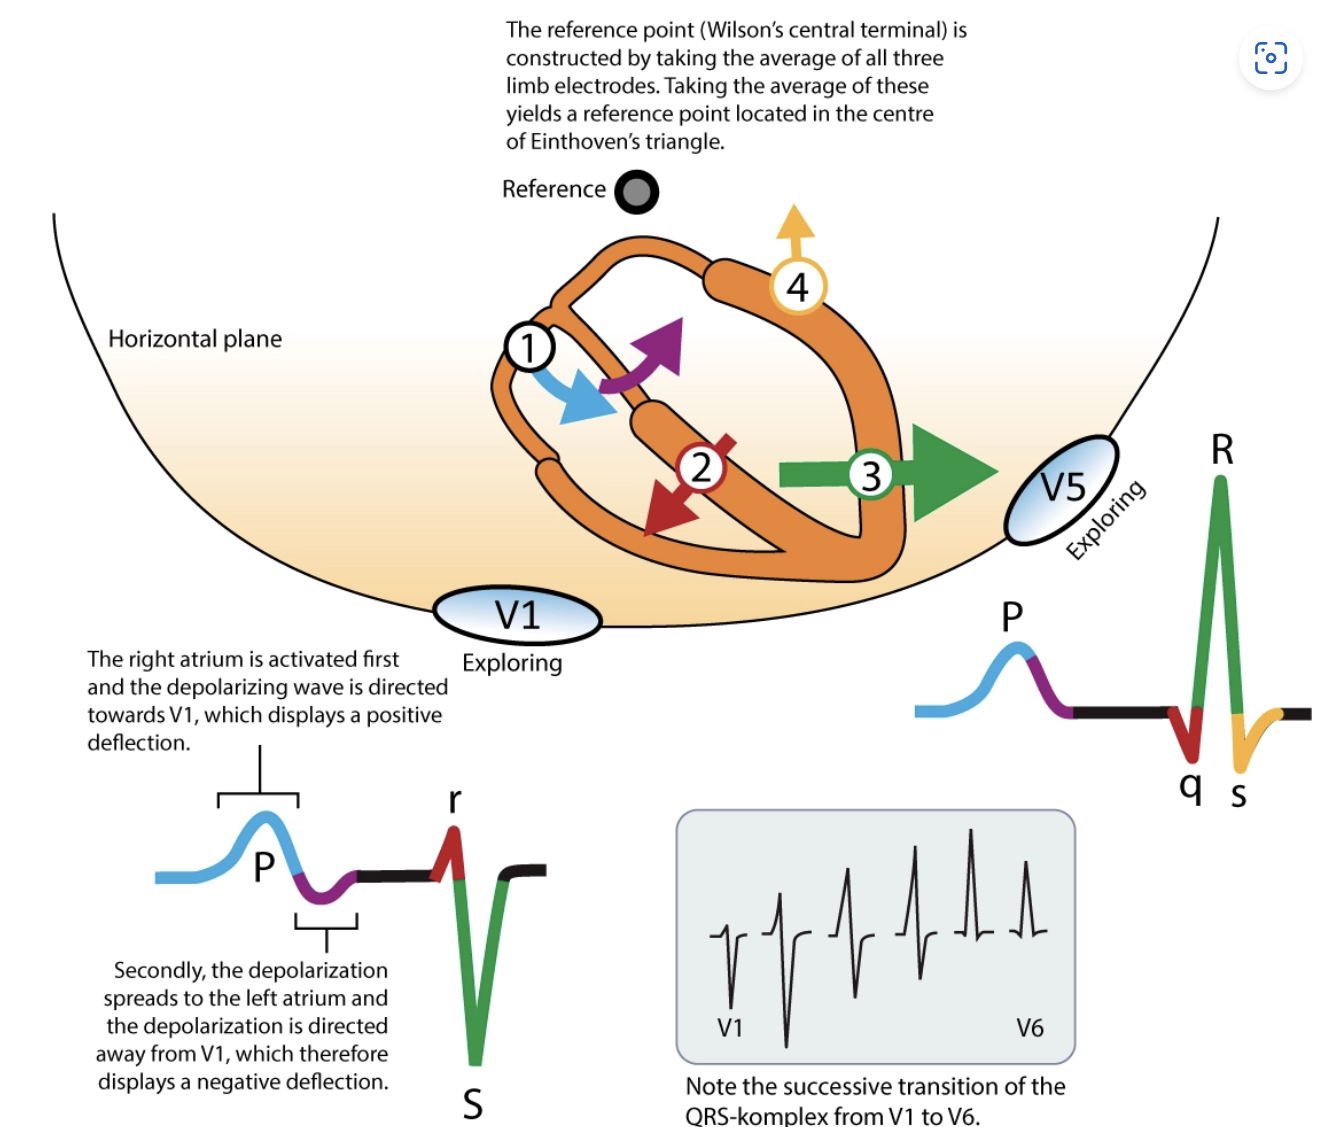 The reference point (Wilson's central terminal) is
constructed by taking the average of all three
limb electrodes. Taking the average of these
yields a reference point located in the centre
of Einthoven's triangle.
Reference
4
Horizontal plane
1
2
3
V5
Exploring
R
V1
Exploring
P
q
s
The right atrium is activated first
and the depolarizing wave is directed
towards V1, which displays a positive
deflection.
r
P
Secondly, the depolarization
spreads to the left atrium and
the depolarization is directed
away from V1, which therefore
displays a negative deflection.
S
V1
V6
Note the successive transition of the
QRS-komplex from V1 to V6.